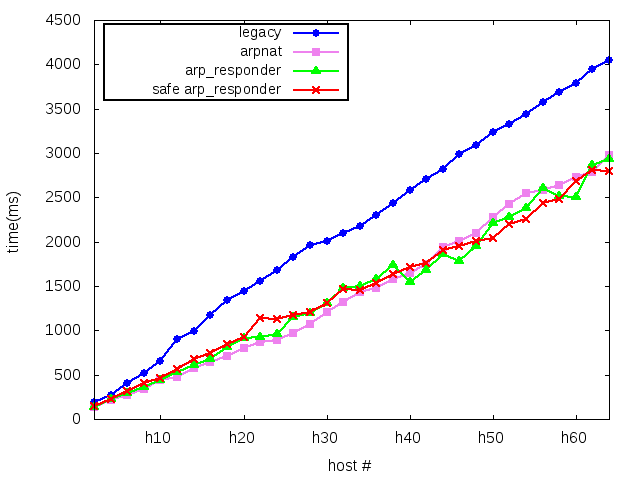 4500
4000
3500
3000
2500
2000
1500
1000
500
0
time(ms)
legacy
arpnat
arp_responder
safe arp_responder
h10 h20 h30 h40 h50 h60
host #